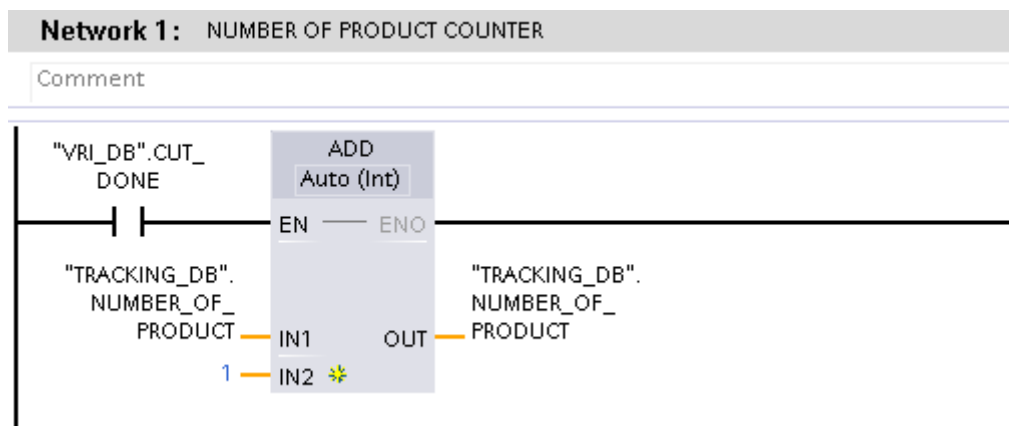 Network 1: NUMBER OF PRODUCT COUNTER
Comment
"VRI_DB".CUT_
DONE
ADD
Auto (Int)
EN ENO
"TRACKING_DB".
NUMBER_OF_
PRODUCT
IN1
1
IN2
OUT
"TRACKING_DB".
NUMBER_OF_
PRODUCT